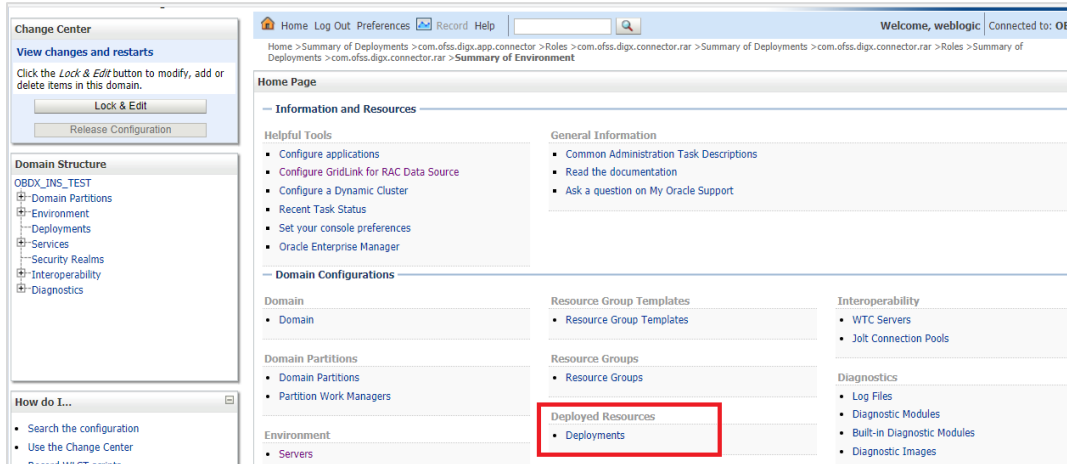 Change Center
View changes and restarts
Click the Lock & Edit button to modify, add or
delete items in this domain.
Lock & Edit
Release Configuration
Domain Structure
OBDX_INS_TEST
Domain Partitions
Environment
Deployments
Services
Security Realms
Interoperability
Diagnostics
How do I...
Search the configuration
Use the Change Center
Record WLST scripts
Home Log Out Preferences Record Help
Welcome, weblogic Connected to: OB
Home >Summary of Deployments >com.ofss.digx.app.connector >Roles >com.ofss.digx.connector.rar >Summary of Deployments >com.ofss.digx.connector.rar >Roles >Summary of
Deployments >com.ofss.digx.connector.rar >Summary of Environment
Home Page
Information and Resources
Helpful Tools
Configure applications
Configure GridLink for RAC Data Source
Configure a Dynamic Cluster
Recent Task Status
Set your console preferences
Oracle Enterprise Manager
General Information
Common Administration Task Descriptions
Read the documentation
Ask a question on My Oracle Support
Domain Configurations
Domain
Domain
Domain Partitions
Domain Partitions
Partition Work Managers
Environment
Servers
Resource Group Templates
Resource Group Templates
Resource Groups
Resource Groups
Deployed Resources
Deployments
Interoperability
WTC Servers
Jolt Connection Pools
Diagnostics
Log Files
Diagnostic Modules
Built-in Diagnostic Modules
Diagnostic Images